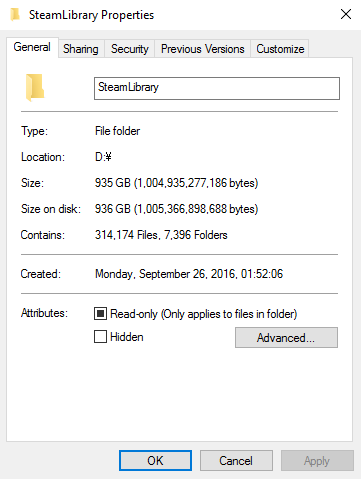 SteamLibrary Properties
General Sharing Security Previous Versions Customize
SteamLibrary
Type: File folder
Location: D:¥
Size: 935 GB (1,004,935,277,186 bytes)
Size on disk: 936 GB (1,005,366,898,688 bytes)
Contains: 314,174 Files, 7,396 Folders
Created: Monday, September 26, 2016, 01:52:06
Attributes: Read-only (Only applies to files in folder)
Hidden Advanced...
OK Cancel Apply